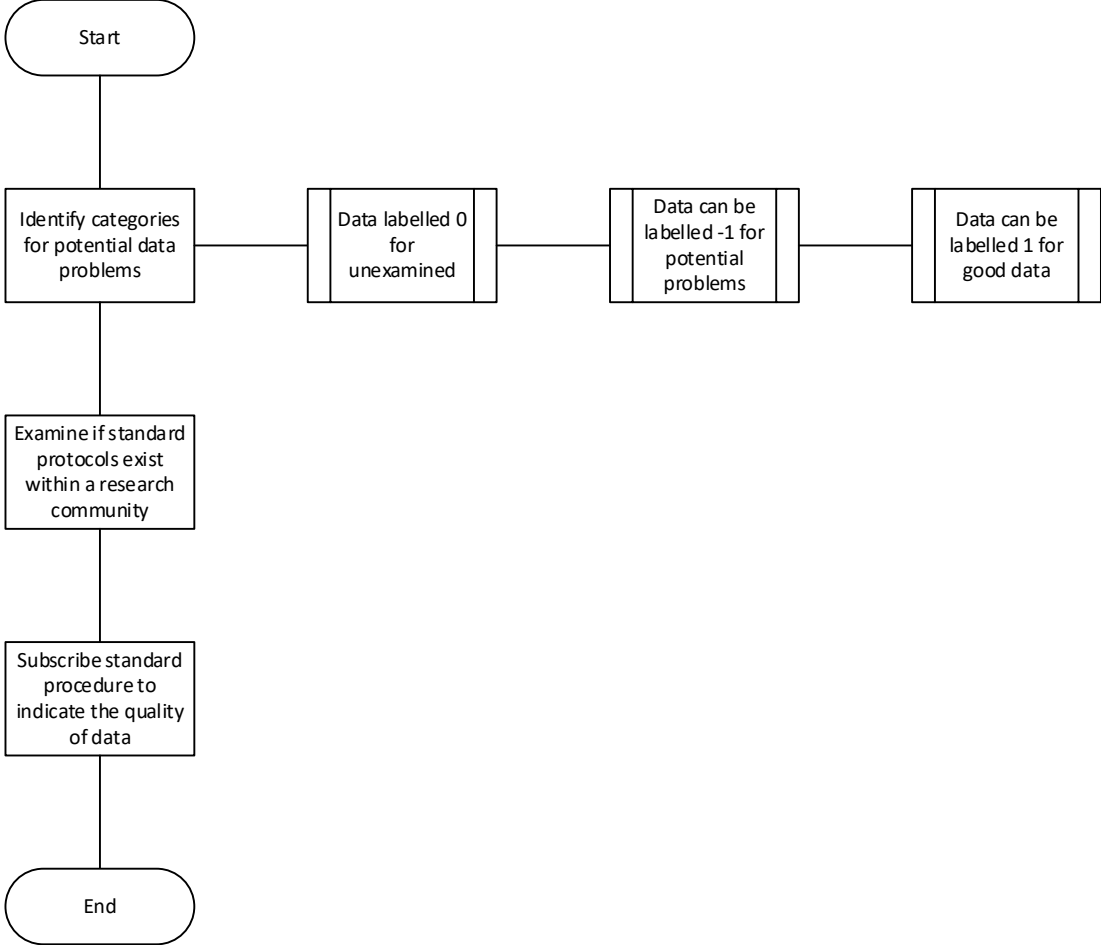 Start
Identify categories
for potential data
problems
Data labelled 0
for
unexamined
Data can be
labelled -1 for
potential
problems
Data can be
labelled 1 for
good data
Examine if standard
protocols exist
within a research
community
Subscribe standard
procedure to
indicate the quality
of data
End